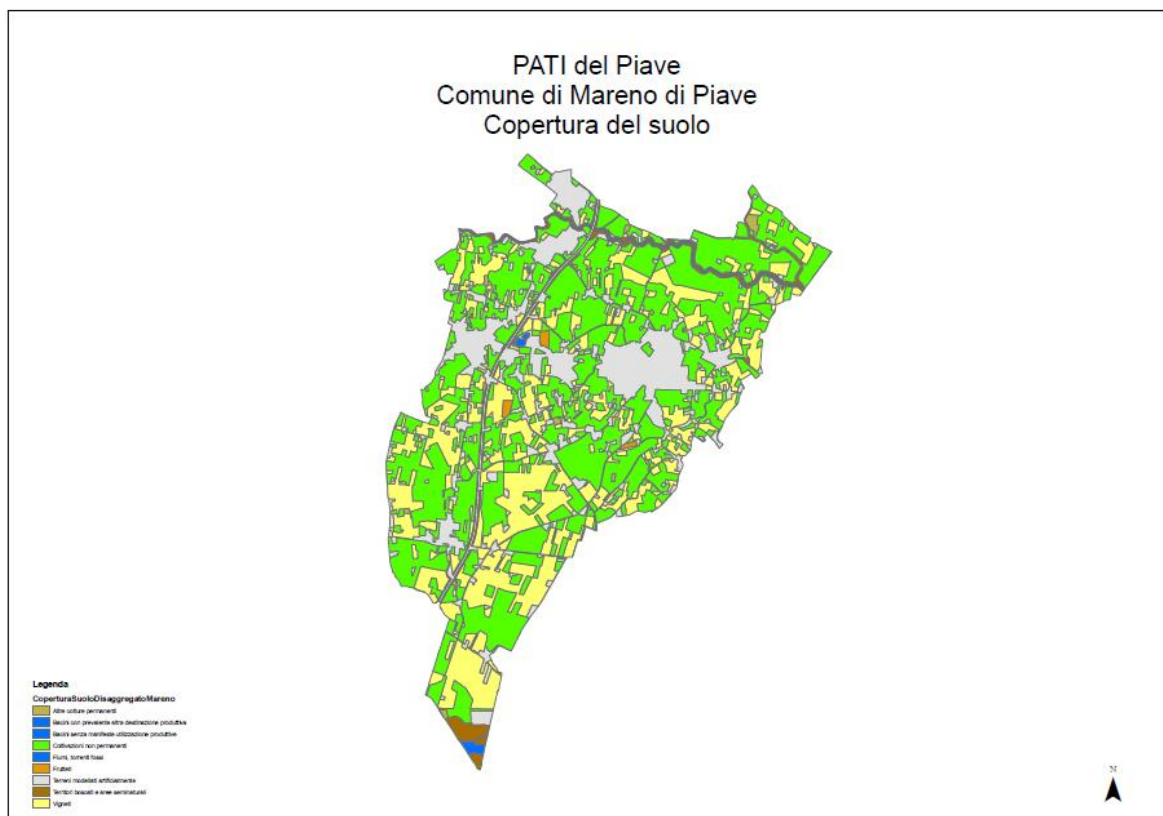 PATI del Piave
Comune di Mareno di Piave
Copertura del suolo
Legenda
CoperturaSuoloDisaggregatoMareno
Altre colture permanenti
Bacini con prevalente altra destinazione produttiva
Bacini senza manifeste utilizzazione produttive
Coltivazioni non permanenti
Fiumi, torrenti fossi
Frutteti
Terreni modellati artificialmente
Territori boscati e aree seminaturali
Vigneti
N